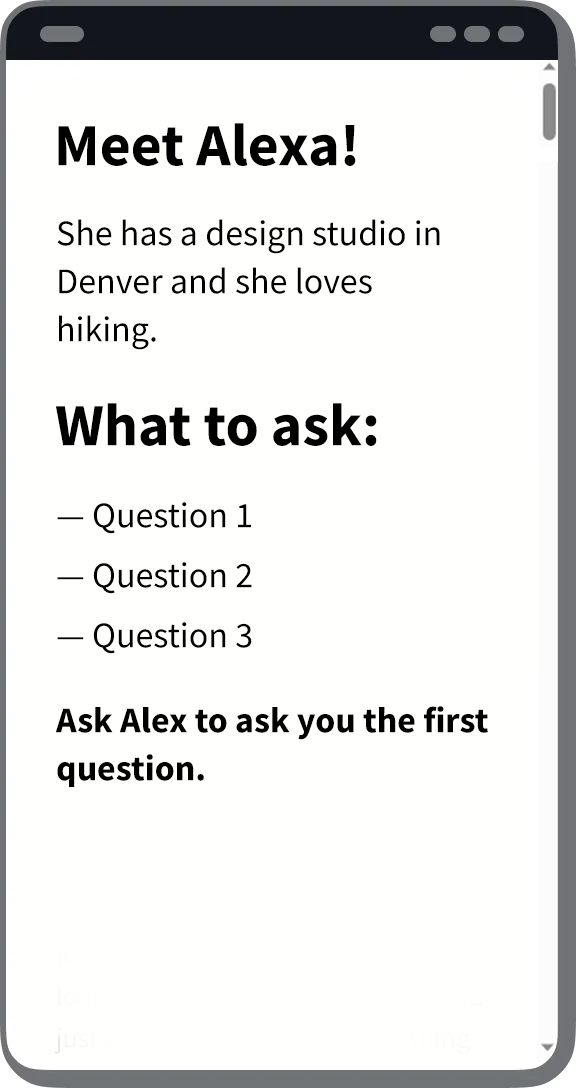 Meet Alexa!
She has a design studio in
Denver and she loves
hiking.
What to ask:
— Question 1
— Question 2
— Question 3
Ask Alex to ask you the first
question.